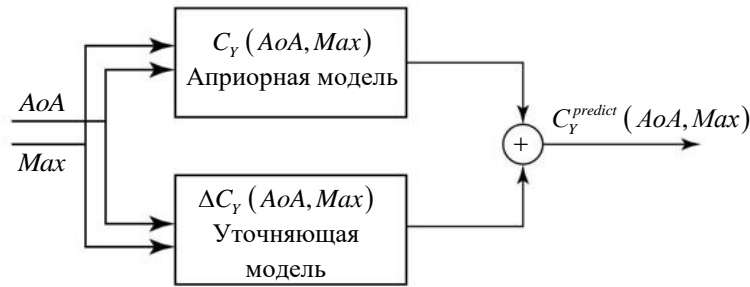 C_Y (AoA, Max)
Априорная модель
AoA
Max
+
C_Y^{predict} (AoA, Max)
ΔC_Y (AoA, Max)
Уточняющая
модель